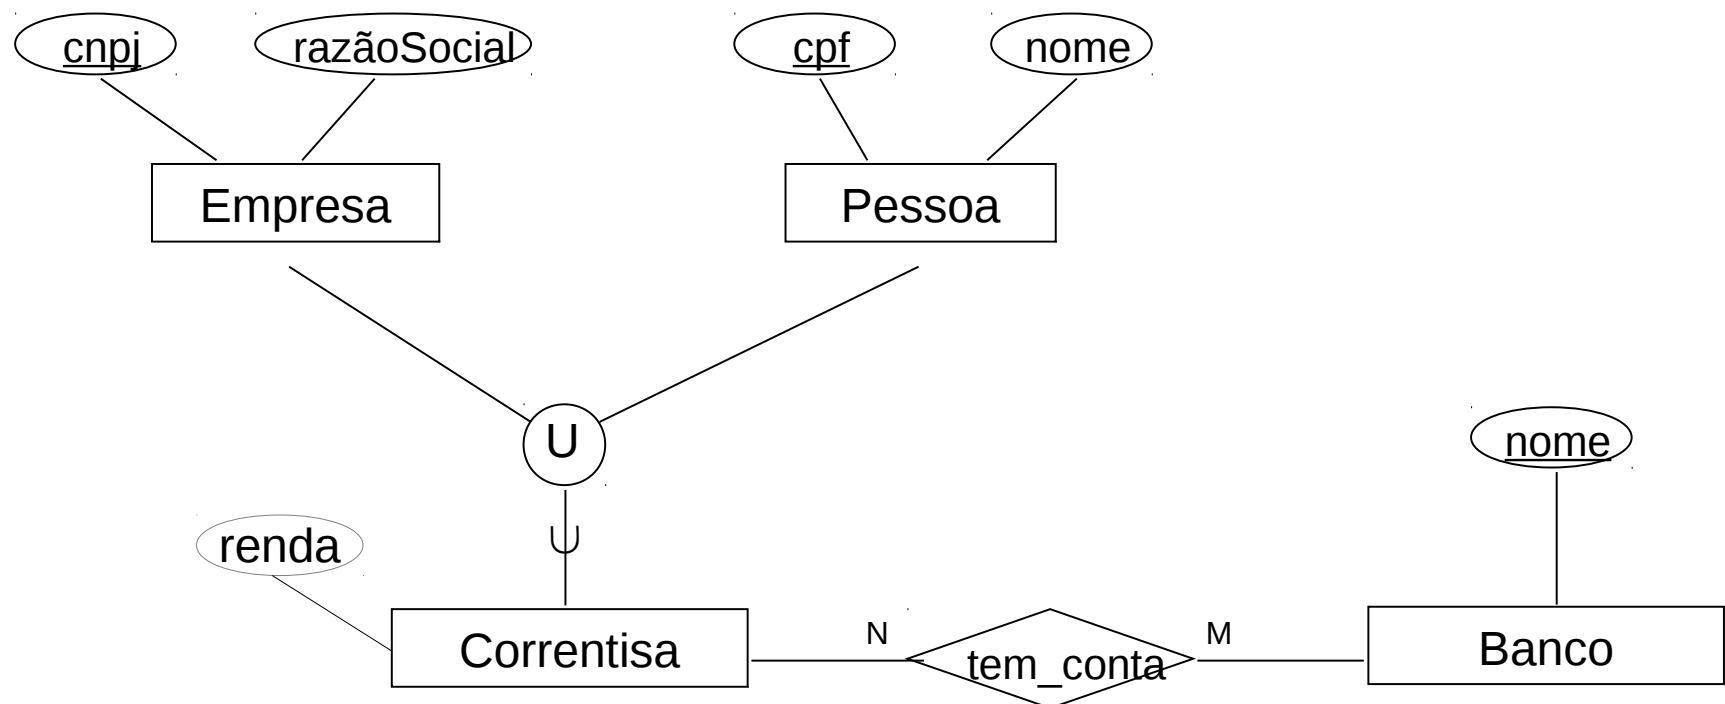 cnpj
razãoSocial
cpf
nome
Empresa
Pessoa
U
nome
renda
Correntisa
N
tem_conta
M
Banco